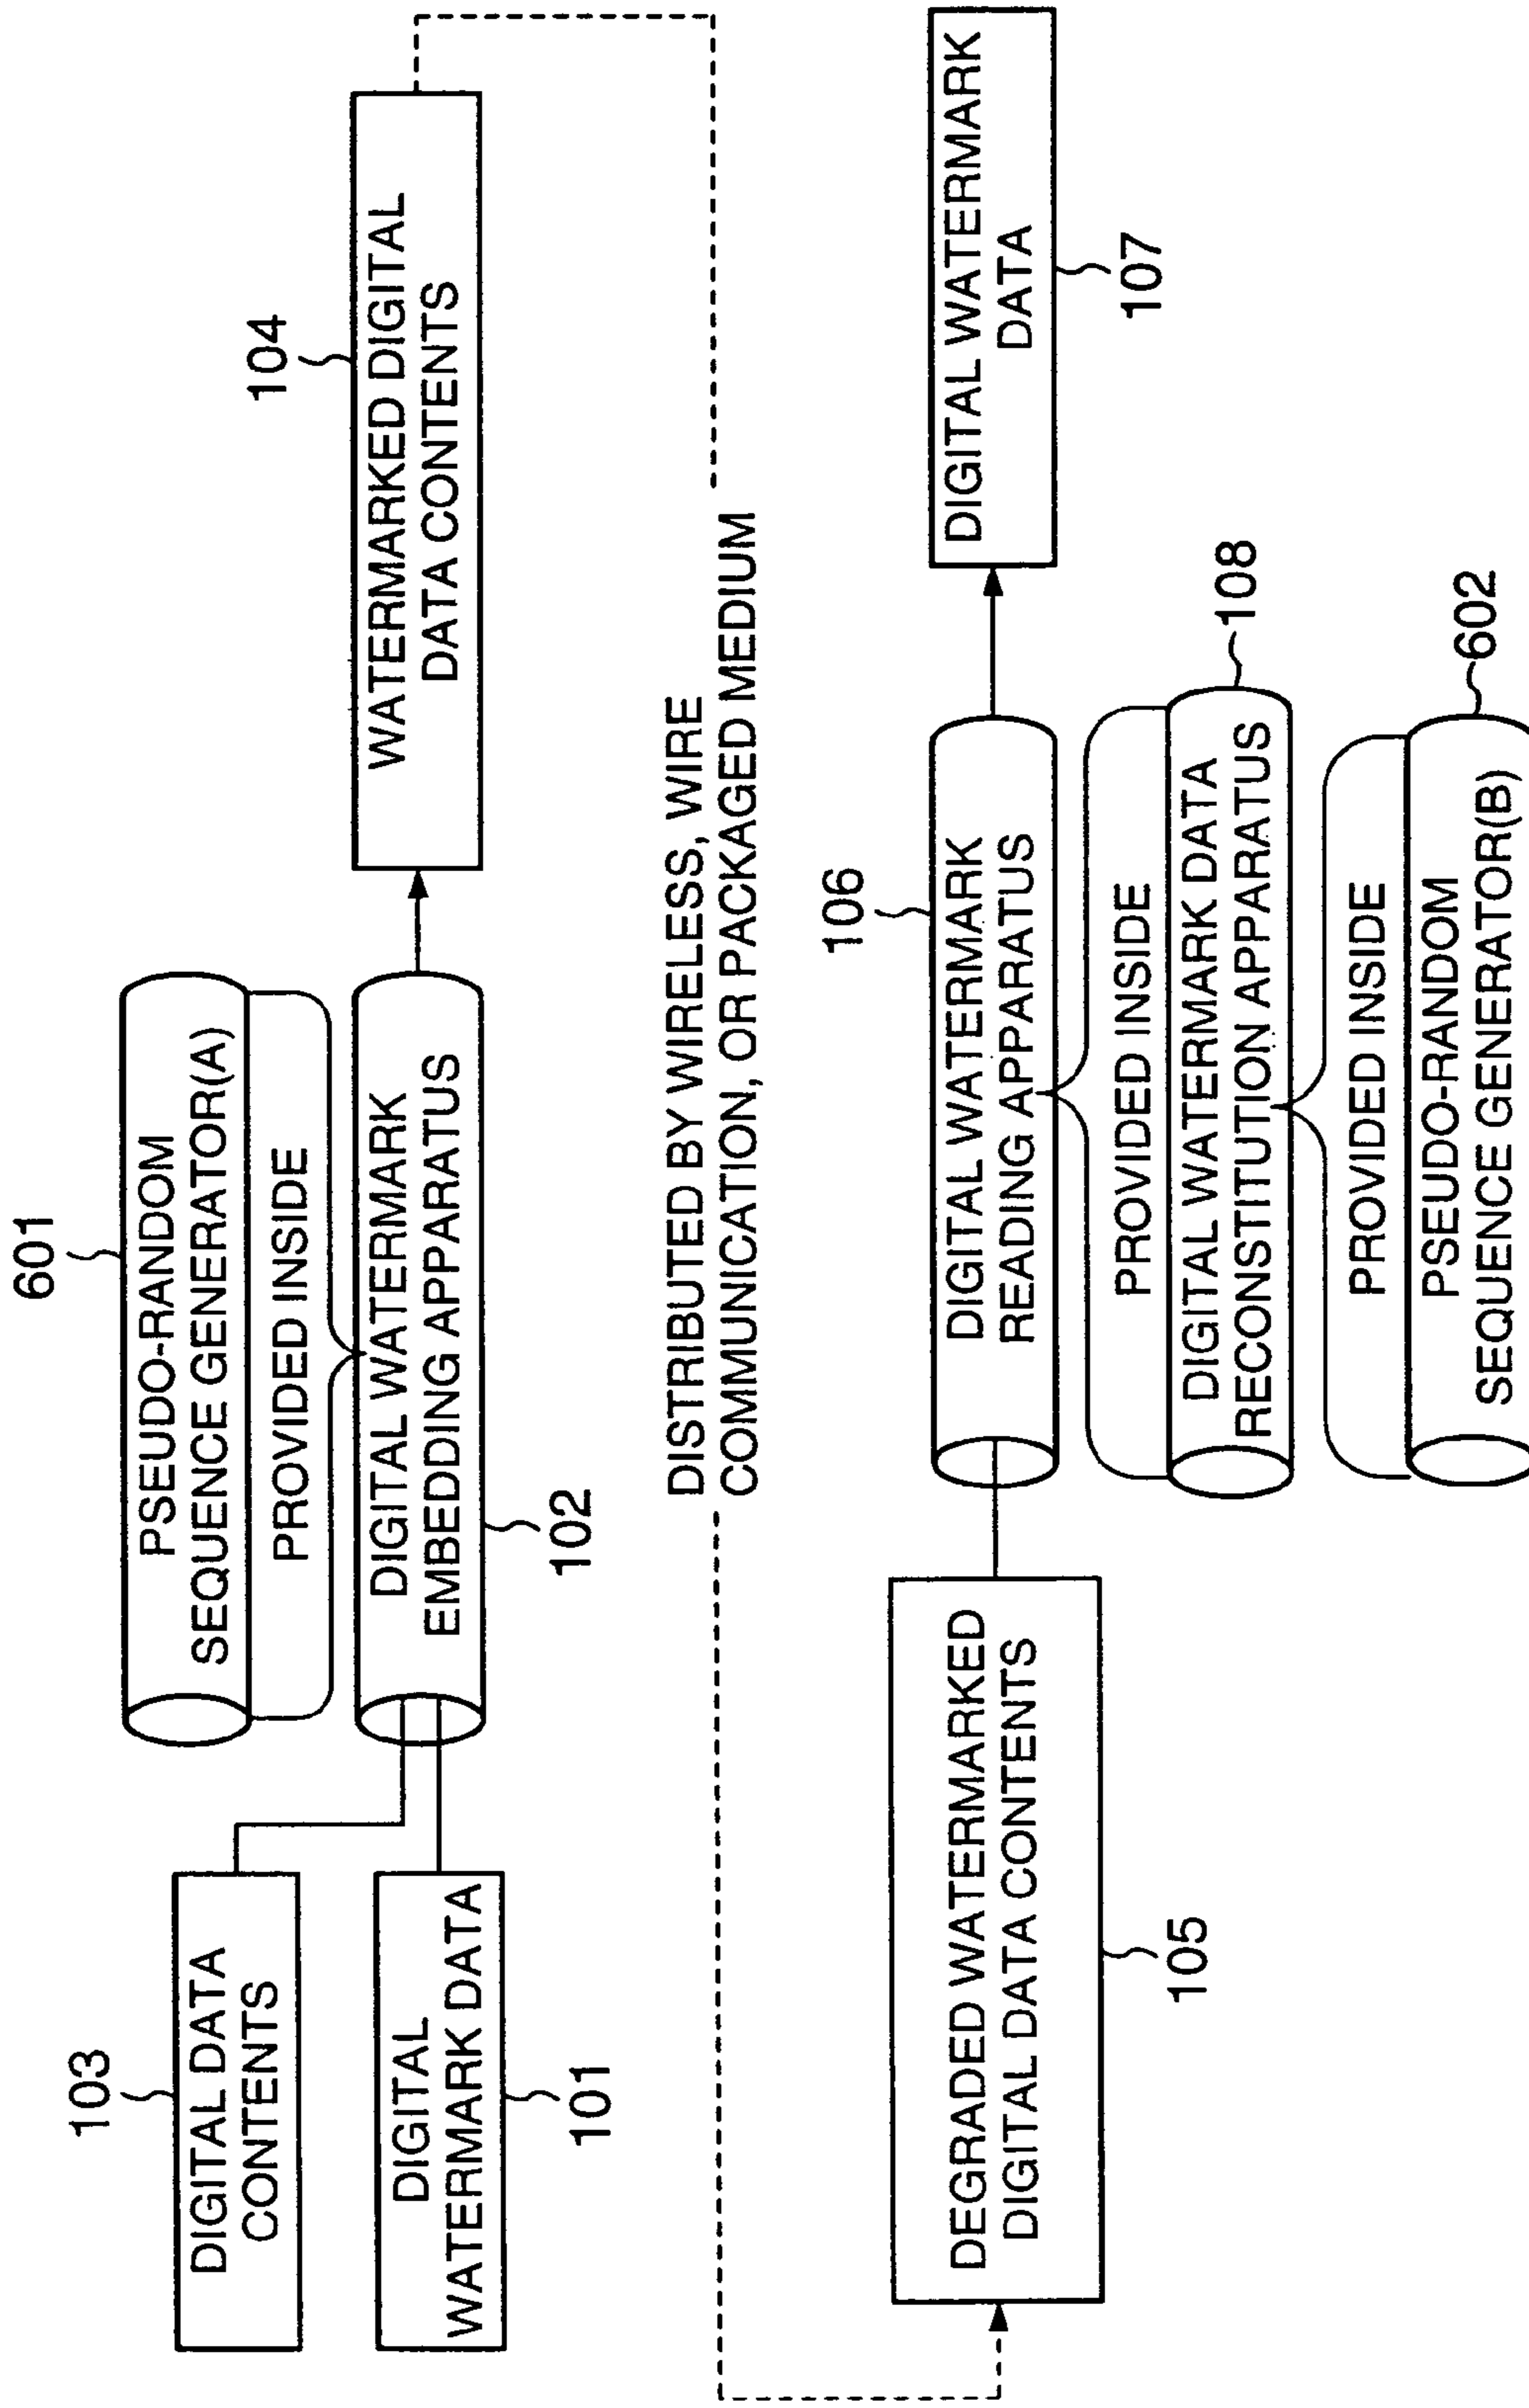 601
PSEUDO-RANDOM
SEQUENCE GENERATOR(A)
PROVIDED INSIDE
103
DIGITAL DATA
CONTENTS
DIGITAL
WATERMARK DATA
101
DIGITAL WATERMARK
EMBEDDING APPARATUS
102
104
WATERMARKED DIGITAL
DATA CONTENTS
DISTRIBUTED BY WIRELESS, WIRE
COMMUNICATION, OR PACKAGED MEDIUM
DEGRADED WATERMARKED
DIGITAL DATA CONTENTS
105
106
DIGITAL WATERMARK
READING APPARATUS
PROVIDED INSIDE
DIGITAL WATERMARK DATA
RECONSTITUTION APPARATUS
108
PROVIDED INSIDE
PSEUDO-RANDOM
SEQUENCE GENERATOR(B)
602
DIGITAL WATERMARK
DATA
107